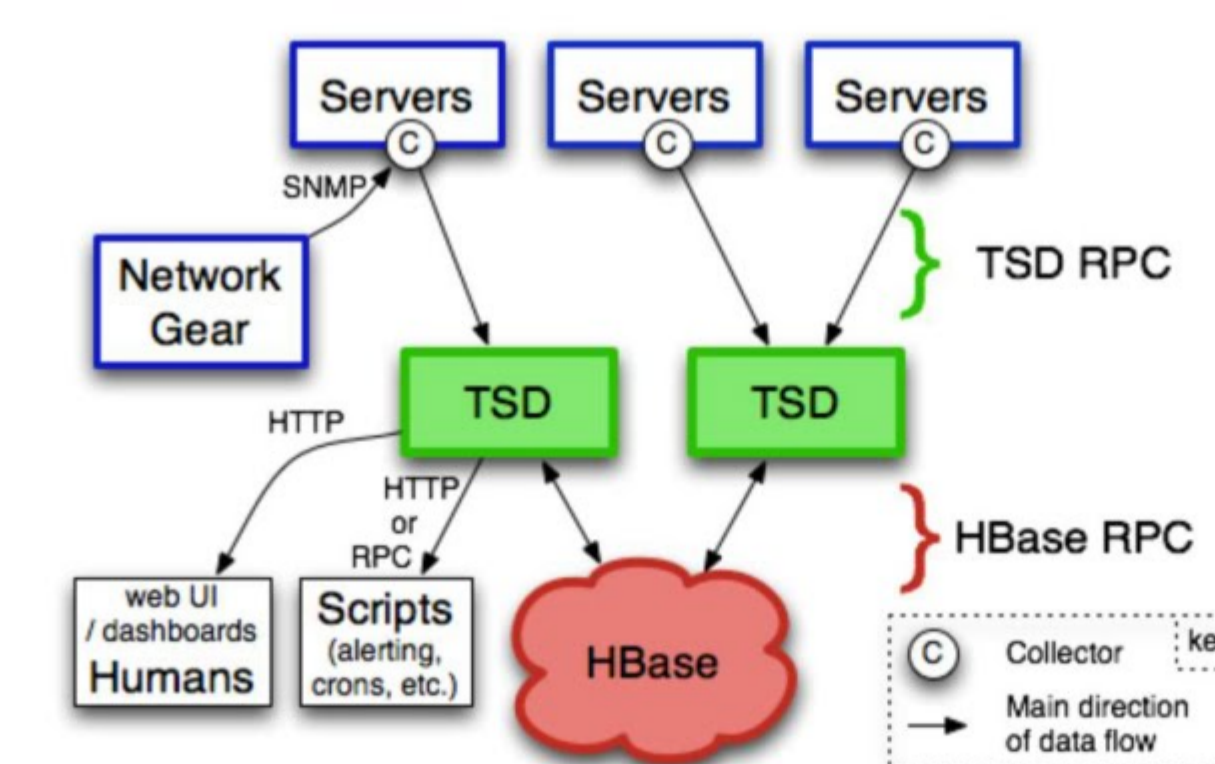 Servers
Servers
Servers
C
C
C
SNMP
Network
Gear
TSD RPC
TSD
TSD
HTTP
HTTP
or
RPC
HBase RPC
web UI
/ dashboards
Humans
Scripts
(alerting,
crons, etc.)
HBase
C
Collector
ke
Main direction
of data flow